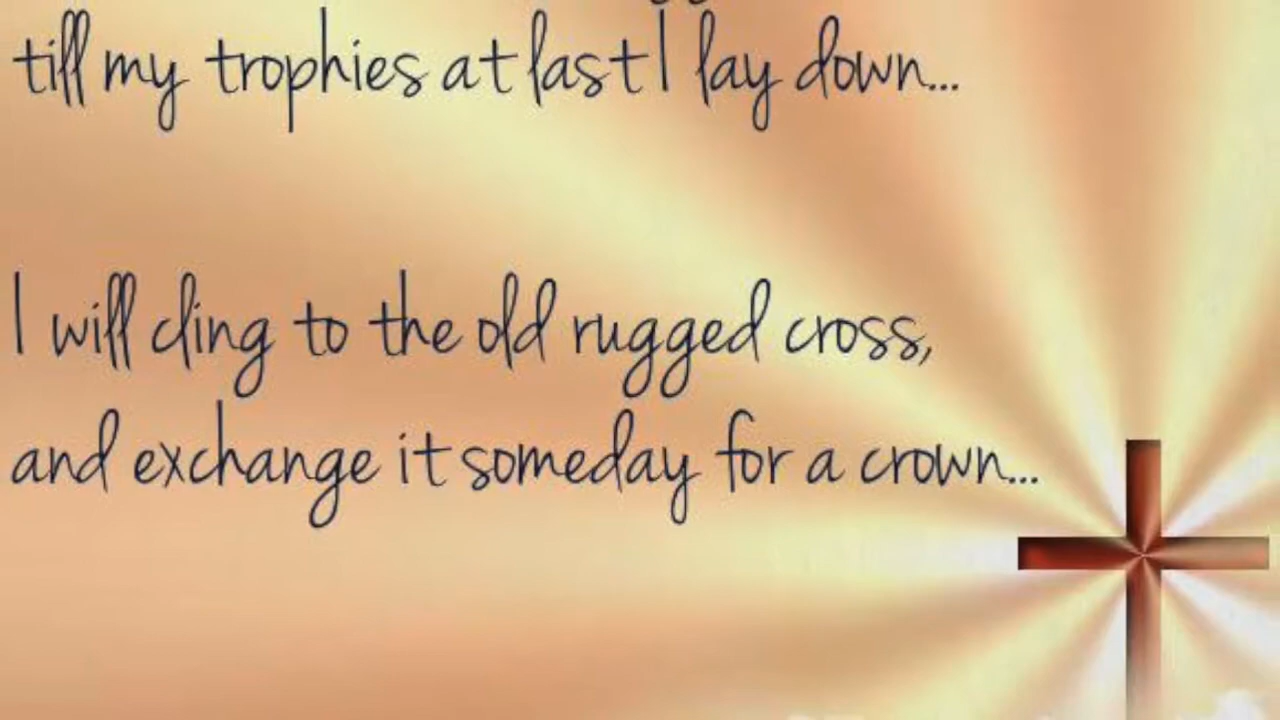 till my trophies at last I lay down...
I will cling to the old rugged cross,
and exchange it someday for a crown...